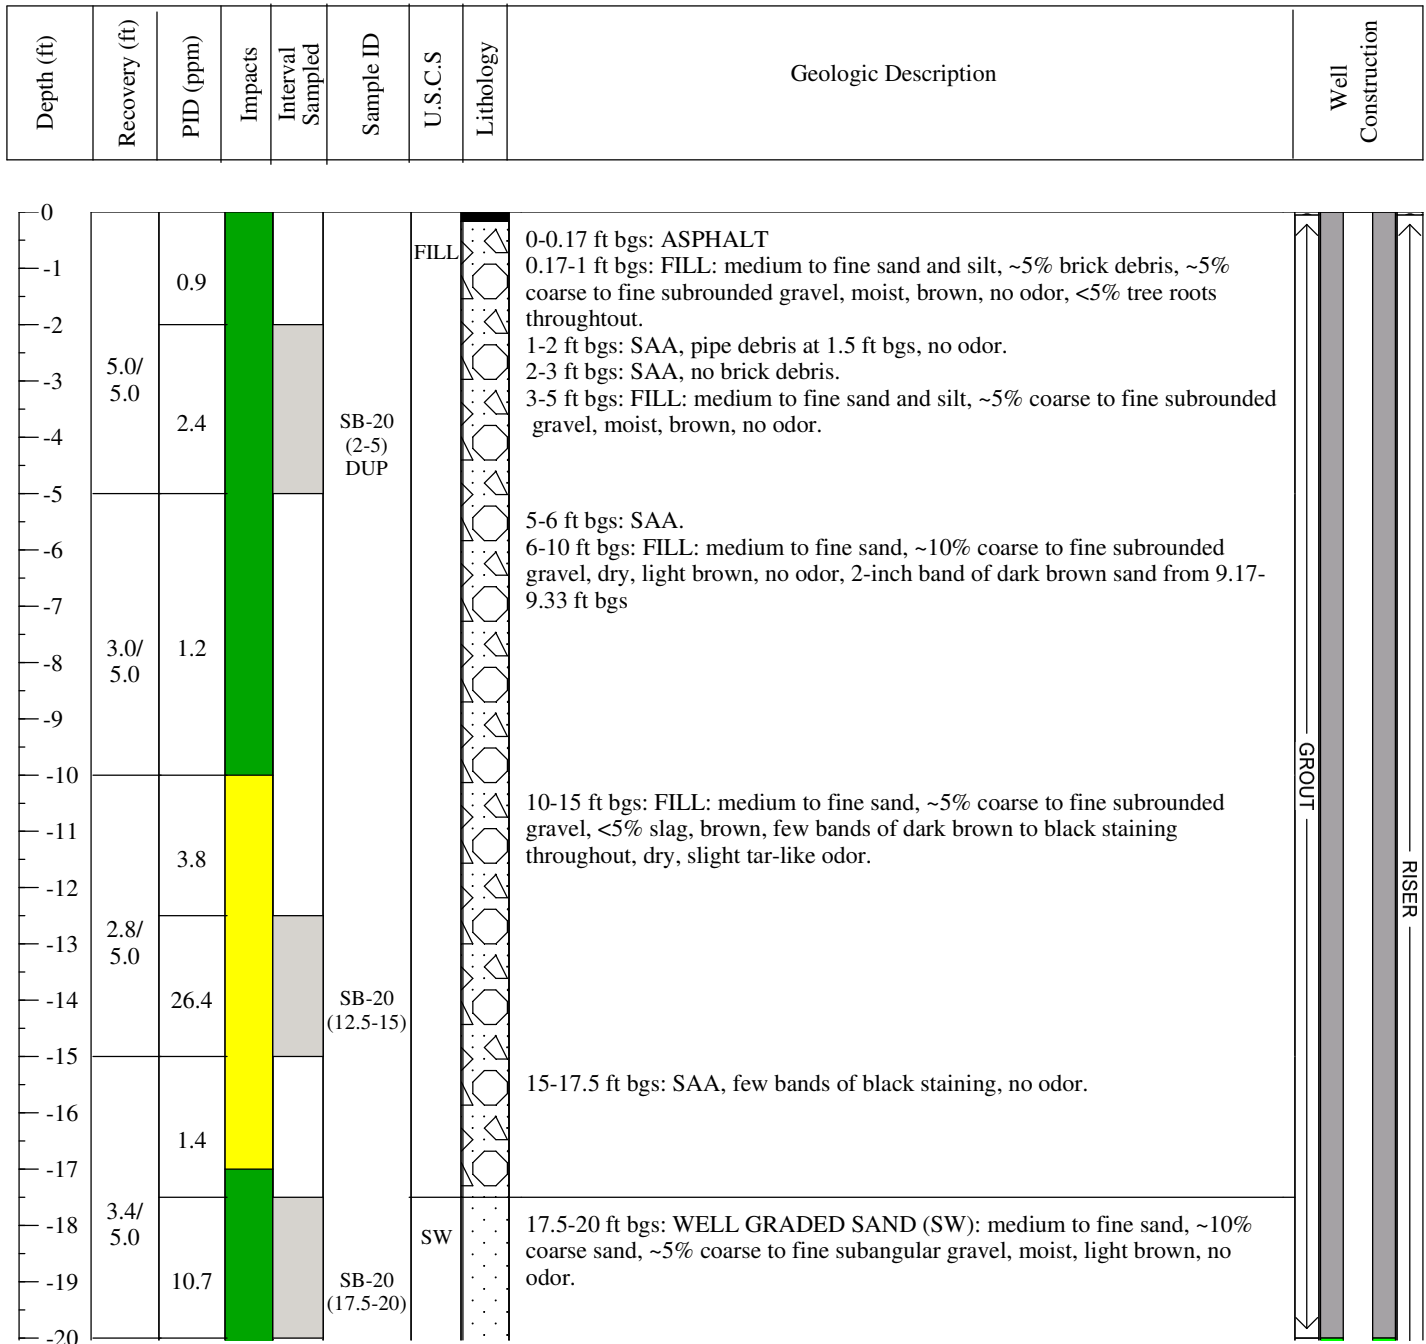 Depth (ft)
Recovery (ft)
PID (ppm)
Impacts
Interval
Sampled
Sample ID
U.S.C.S
Lithology
Geologic Description
Well
Construction
0
-1
-2
-3
-4
-5
-6
-7
-8
-9
-10
-11
-12
-13
-14
-15
-16
-17
-18
-19
-20
5.0/
5.0
3.0/
5.0
2.8/
5.0
3.4/
5.0
0.9
2.4
1.2
3.8
26.4
1.4
10.7
SB-20
(2-5)
DUP
SB-20
(12.5-15)
SB-20
(17.5-20)
FILL
SW
0-0.17 ft bgs: ASPHALT
0.17-1 ft bgs: FILL: medium to fine sand and silt, ~5% brick debris, ~5%
coarse to fine subrounded gravel, moist, brown, no odor, <5% tree roots
throughtout.
1-2 ft bgs: SAA, pipe debris at 1.5 ft bgs, no odor.
2-3 ft bgs: SAA, no brick debris.
3-5 ft bgs: FILL: medium to fine sand and silt, ~5% coarse to fine subrounded
gravel, moist, brown, no odor.
5-6 ft bgs: SAA.
6-10 ft bgs: FILL: medium to fine sand, ~10% coarse to fine subrounded
gravel, dry, light brown, no odor, 2-inch band of dark brown sand from 9.17-
9.33 ft bgs
10-15 ft bgs: FILL: medium to fine sand, ~5% coarse to fine subrounded
gravel, <5% slag, brown, few bands of dark brown to black staining
throughout, dry, slight tar-like odor.
15-17.5 ft bgs: SAA, few bands of black staining, no odor.
17.5-20 ft bgs: WELL GRADED SAND (SW): medium to fine sand, ~10%
coarse sand, ~5% coarse to fine subangular gravel, moist, light brown, no
odor.
GROUT
RISER